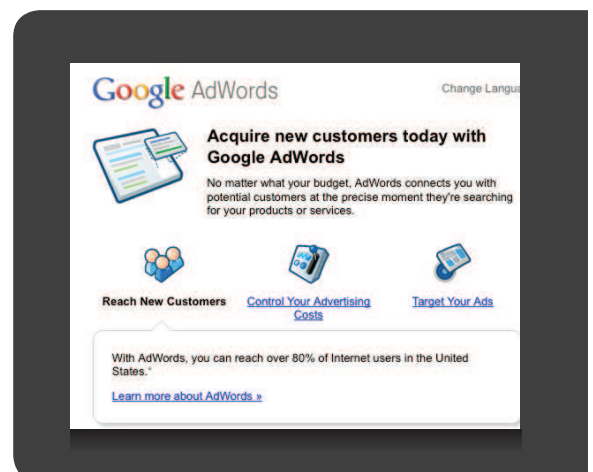 Google AdWords
Change Langua
Acquire new customers today with
Google AdWords
No matter what your budget, AdWords connects you with
potential customers at the precise moment they're searching
for your products or services.
Reach New Customers
Control Your Advertising
Costs
Target Your Ads
With AdWords, you can reach over 80% of Internet users in the United
States.*
Learn more about AdWords »